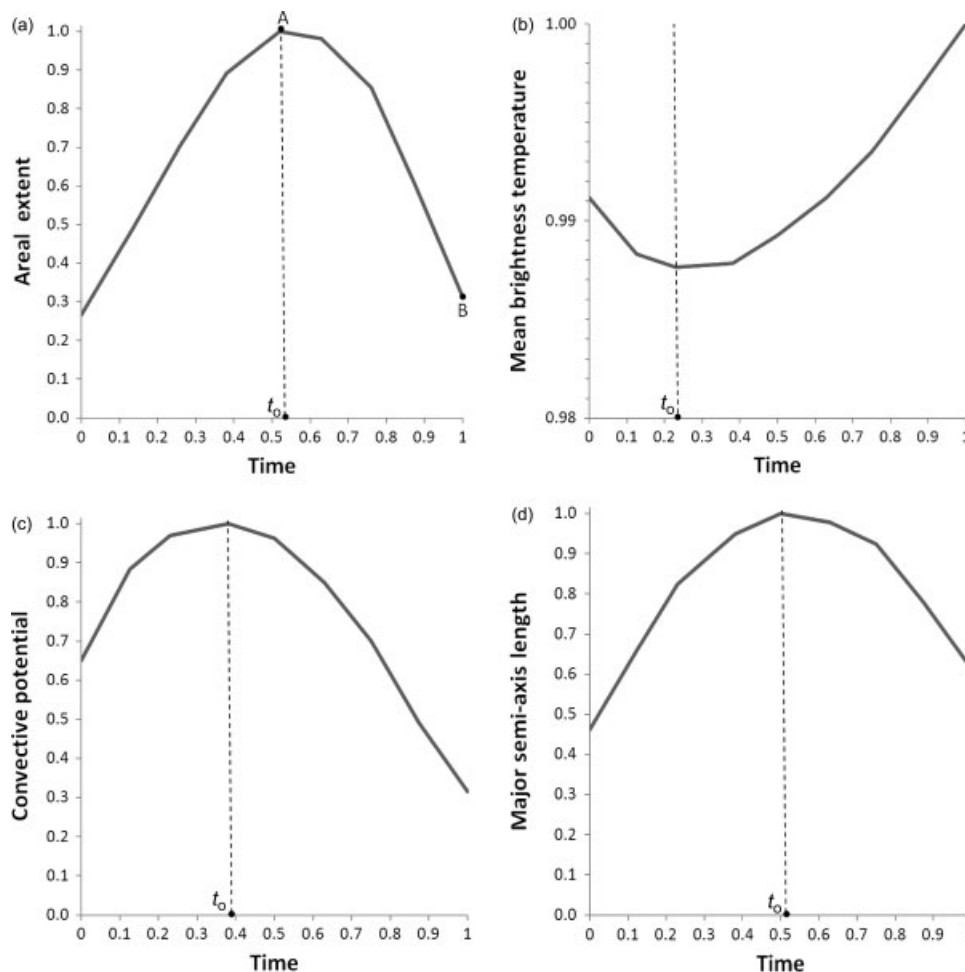 (a)
A
1.0
0.9
0.8
0.7
0.6
0.5
0.4
0.3
0.2
0.1
0.0
Areal extent
B
to
0 0.1 0.2 0.3 0.4 0.5 0.6 0.7 0.8 0.9 1
Time
(b)
1.00
0.99
0.98
Mean brightness temperature
to
0 0.1 0.2 0.3 0.4 0.5 0.6 0.7 0.8 0.9 1
Time
(c)
1.0
0.9
0.8
0.7
0.6
0.5
0.4
0.3
0.2
0.1
0.0
Convective potential
to
0 0.1 0.2 0.3 0.4 0.5 0.6 0.7 0.8 0.9 1
Time
(d)
1.0
0.9
0.8
0.7
0.6
0.5
0.4
0.3
0.2
0.1
0.0
Major semi-axis length
to
0 0.1 0.2 0.3 0.4 0.5 0.6 0.7 0.8 0.9
Time